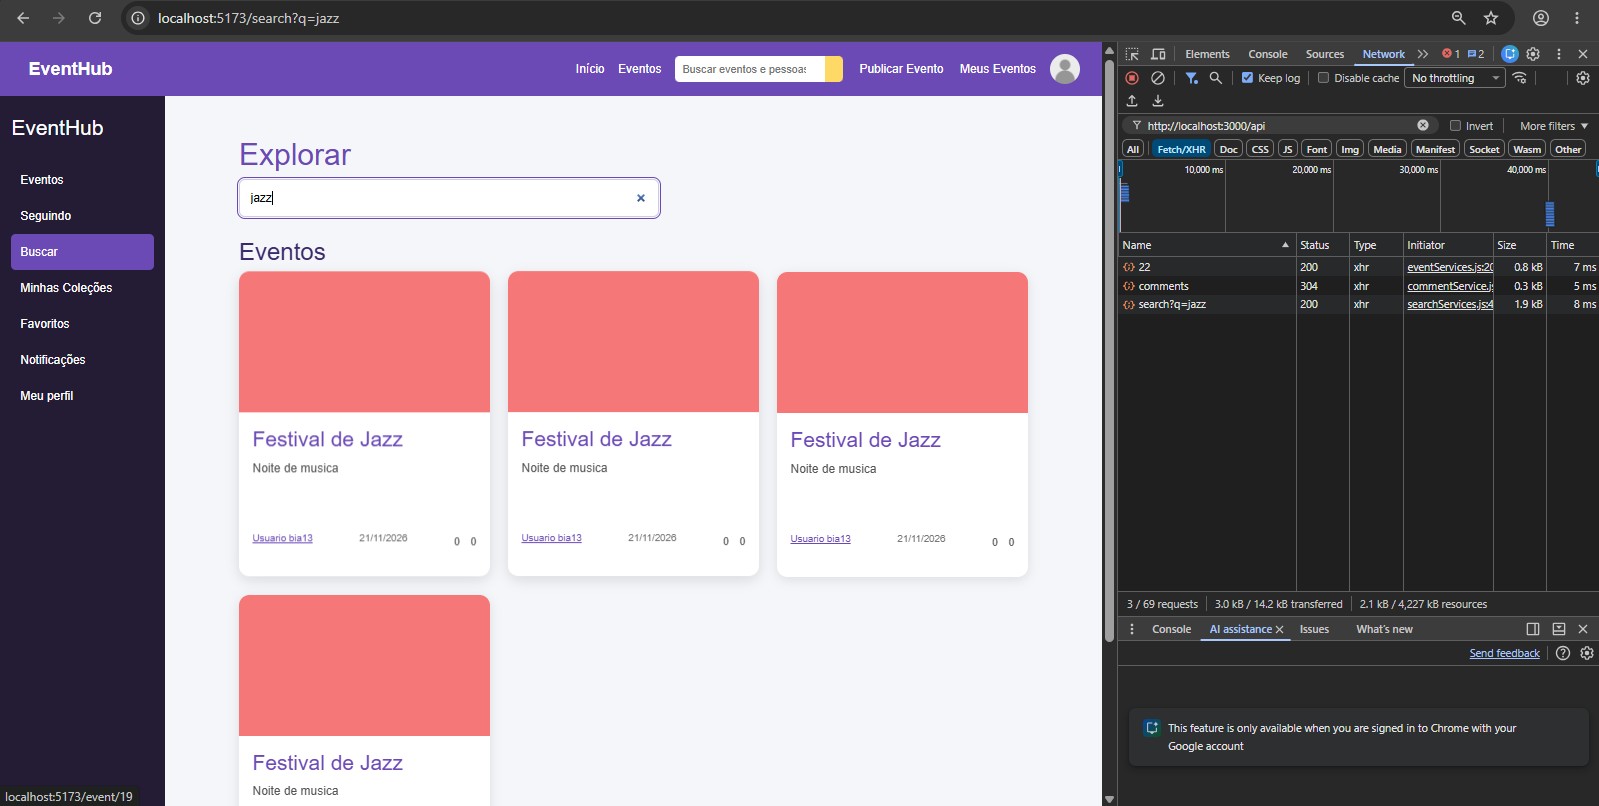 localhost:5173/search?q=jazz
EventHub
Início
Eventos
Buscar eventos e pessoas
Publicar Evento
Meus Eventos
EventHub
Eventos
Seguindo
Buscar
Minhas Coleções
Favoritos
Notificações
Meu perfil
Explorar
jazz
Eventos
Festival de Jazz
Noite de musica
Usuario bia13
21/11/2026
0 0
Festival de Jazz
Noite de musica
Usuario bia13
21/11/2026
0 0
Festival de Jazz
Noite de musica
Usuario bia13
21/11/2026
0 0
Festival de Jazz
Noite de musica
localhost:5173/event/19
Elements
Console
Sources
Network
1
2
Keep log
Disable cache
No throttling
http://localhost:3000/api
Invert
More filters
All
Fetch/XHR
Doc
CSS
JS
Font
Img
Media
Manifest
Socket
Wasm
Other
10,000 ms
20,000 ms
30,000 ms
40,000 ms
Name
Status
Type
Initiator
Size
Time
22 200 xhr eventServices.js:20 0.8 kB 7 ms
comments 304 xhr commentService.js 0.3 kB 5 ms
search?q=jazz 200 xhr searchServices.js:4 1.9 kB 8 ms
3 / 69 requests
3.0 kB / 14.2 kB transferred
2.1 kB / 4,227 kB resources
Console
AI assistance
Issues
What's new
Send feedback
This feature is only available when you are signed in to Chrome with your
Google account